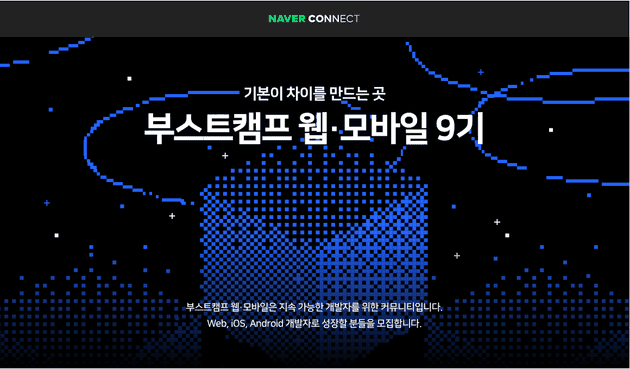 NAVER CONNECT
기본이 차이를 만드는 곳
부스트캠프 웹·모바일 9기
부스트캠프 웹·모바일은 지속 가능한 개발자를 위한 커뮤니티입니다.
Web, iOS, Android 개발자로 성장할 분들을 모집합니다.